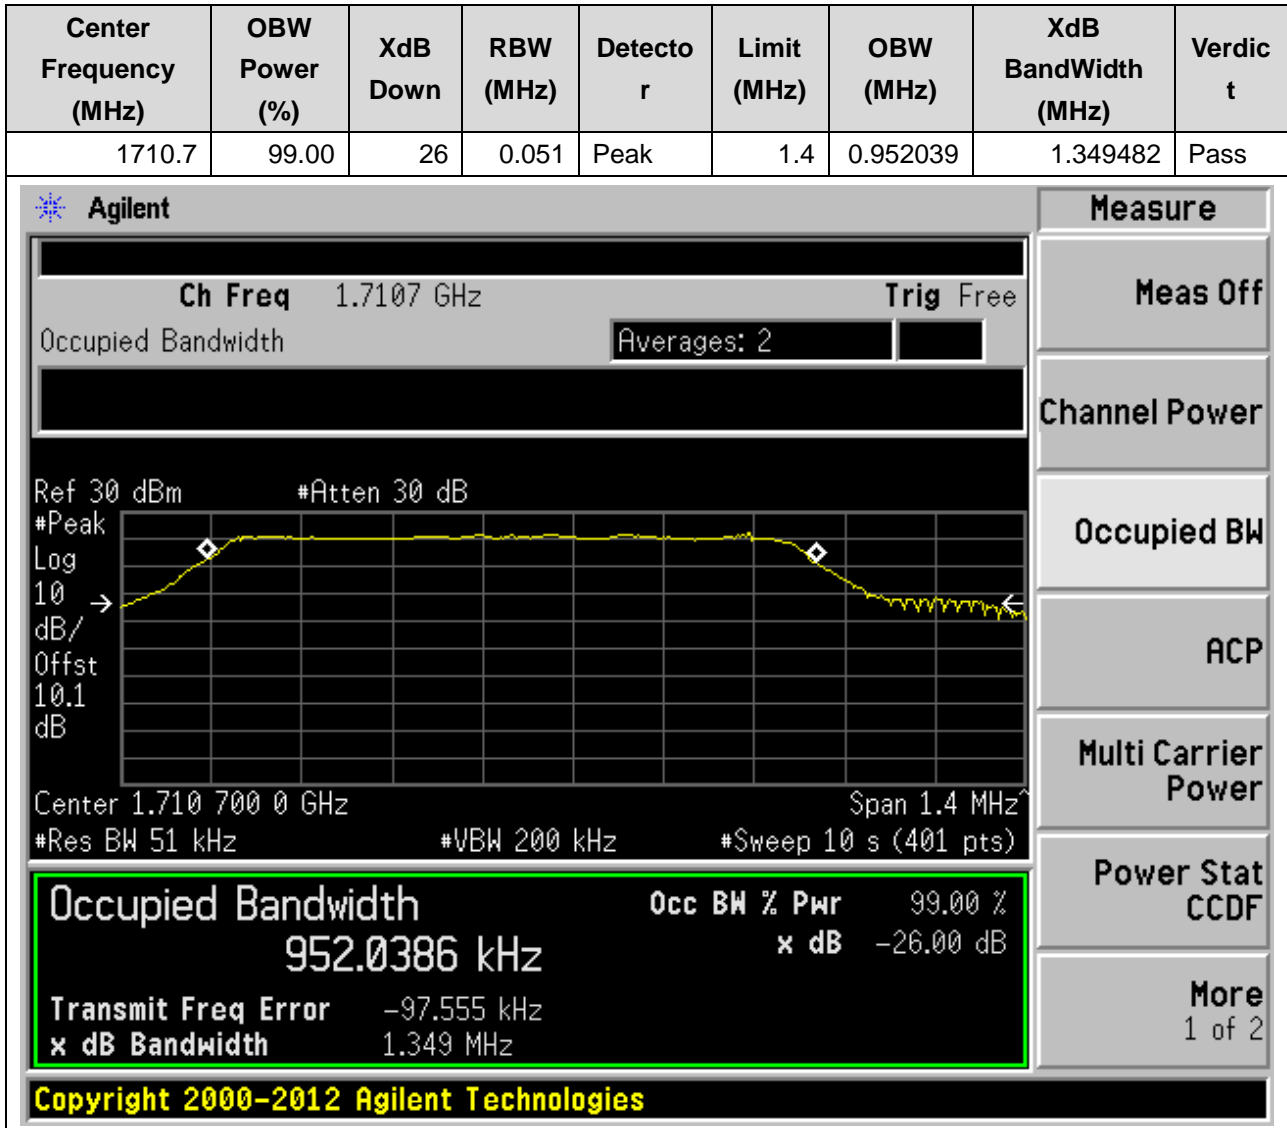 Center Frequency (MHz) OBW Power (%) XdB Down RBW (MHz) Detector Limit (MHz) OBW (MHz) XdB BandWidth (MHz) Verdict
1710.7 99.00 26 0.051 Peak 1.4 0.952039 1.349482 Pass
Agilent
Measure
Ch Freq 1.7107 GHz Trig Free
Meas Off
Occupied Bandwidth Averages: 2
Channel Power
Ref 30 dBm #Atten 30 dB
#Peak
Log
10
dB/
Offst
10.1
dB
Occupied BW
ACP
Multi Carrier
Power
Center 1.710 700 0 GHz Span 1.4 MHz^
#Res BW 51 kHz #VBW 200 kHz #Sweep 10 s (401 pts)
Power Stat
CCDF
Occupied Bandwidth Occ BW % Pwr 99.00 %
952.0386 kHz x dB -26.00 dB
Transmit Freq Error -97.555 kHz
x dB Bandwidth 1.349 MHz
More
1 of 2
Copyright 2000-2012 Agilent Technologies